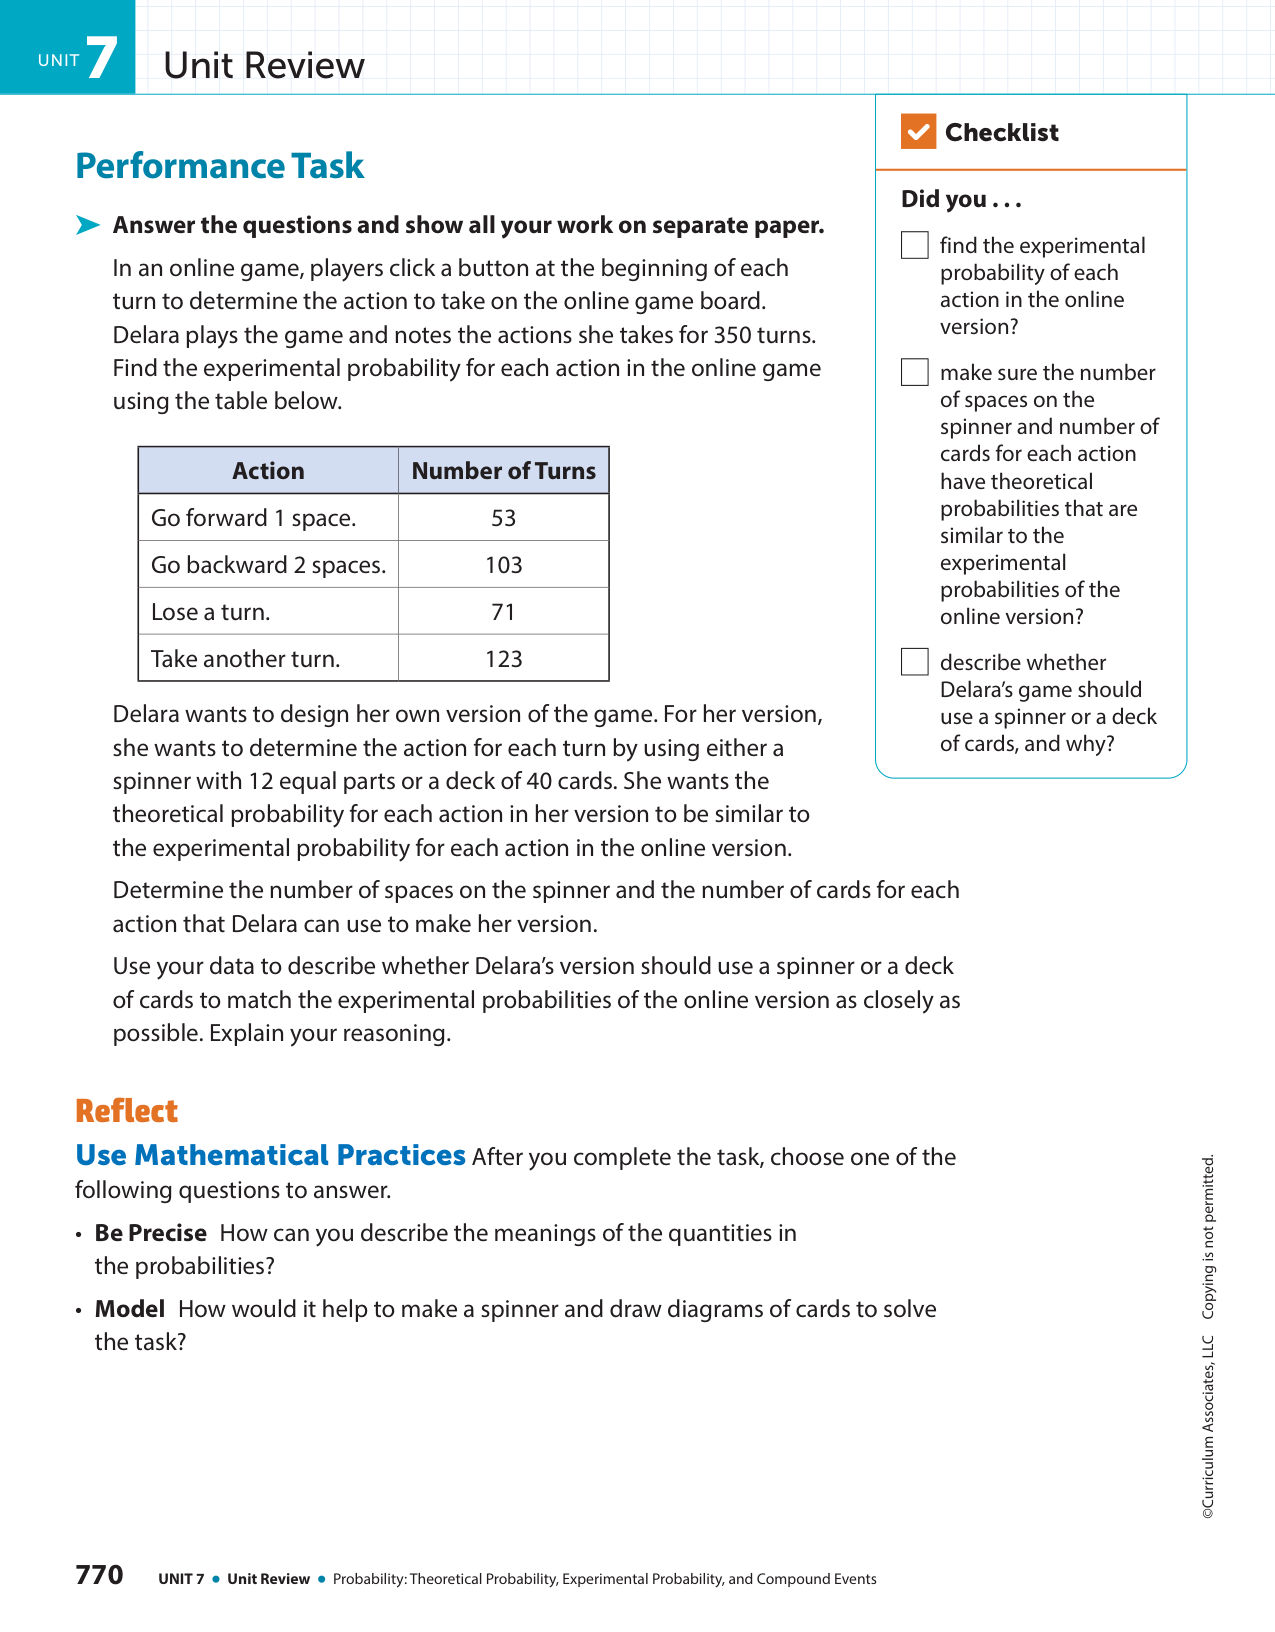 UNIT 7 Unit Review
Performance Task
Answer the questions and show all your work on separate paper.
In an online game, players click a button at the beginning of each
turn to determine the action to take on the online game board.
Delara plays the game and notes the actions she takes for 350 turns.
Find the experimental probability for each action in the online game
using the table below.
Action Number of Turns
Go forward 1 space. 53
Go backward 2 spaces. 103
Lose a turn. 71
Take another turn. 123
Delara wants to design her own version of the game. For her version,
she wants to determine the action for each turn by using either a
spinner with 12 equal parts or a deck of 40 cards. She wants the
theoretical probability for each action in her version to be similar to
the experimental probability for each action in the online version.
Determine the number of spaces on the spinner and the number of cards for each
action that Delara can use to make her version.
Use your data to describe whether Delara’s version should use a spinner or a deck
of cards to match the experimental probabilities of the online version as closely as
possible. Explain your reasoning.
Checklist
Did you . . .
find the experimental
probability of each
action in the online
version?
make sure the number
of spaces on the
spinner and number of
cards for each action
have theoretical
probabilities that are
similar to the
experimental
probabilities of the
online version?
describe whether
Delara’s game should
use a spinner or a deck
of cards, and why?
Reflect
Use Mathematical Practices After you complete the task, choose one of the
following questions to answer.
• Be Precise How can you describe the meanings of the quantities in
the probabilities?
• Model How would it help to make a spinner and draw diagrams of cards to solve
the task?
©Curriculum Associates, LLC Copying is not permitted.
770 UNIT 7 • Unit Review • Probability: Theoretical Probability, Experimental Probability, and Compound Events